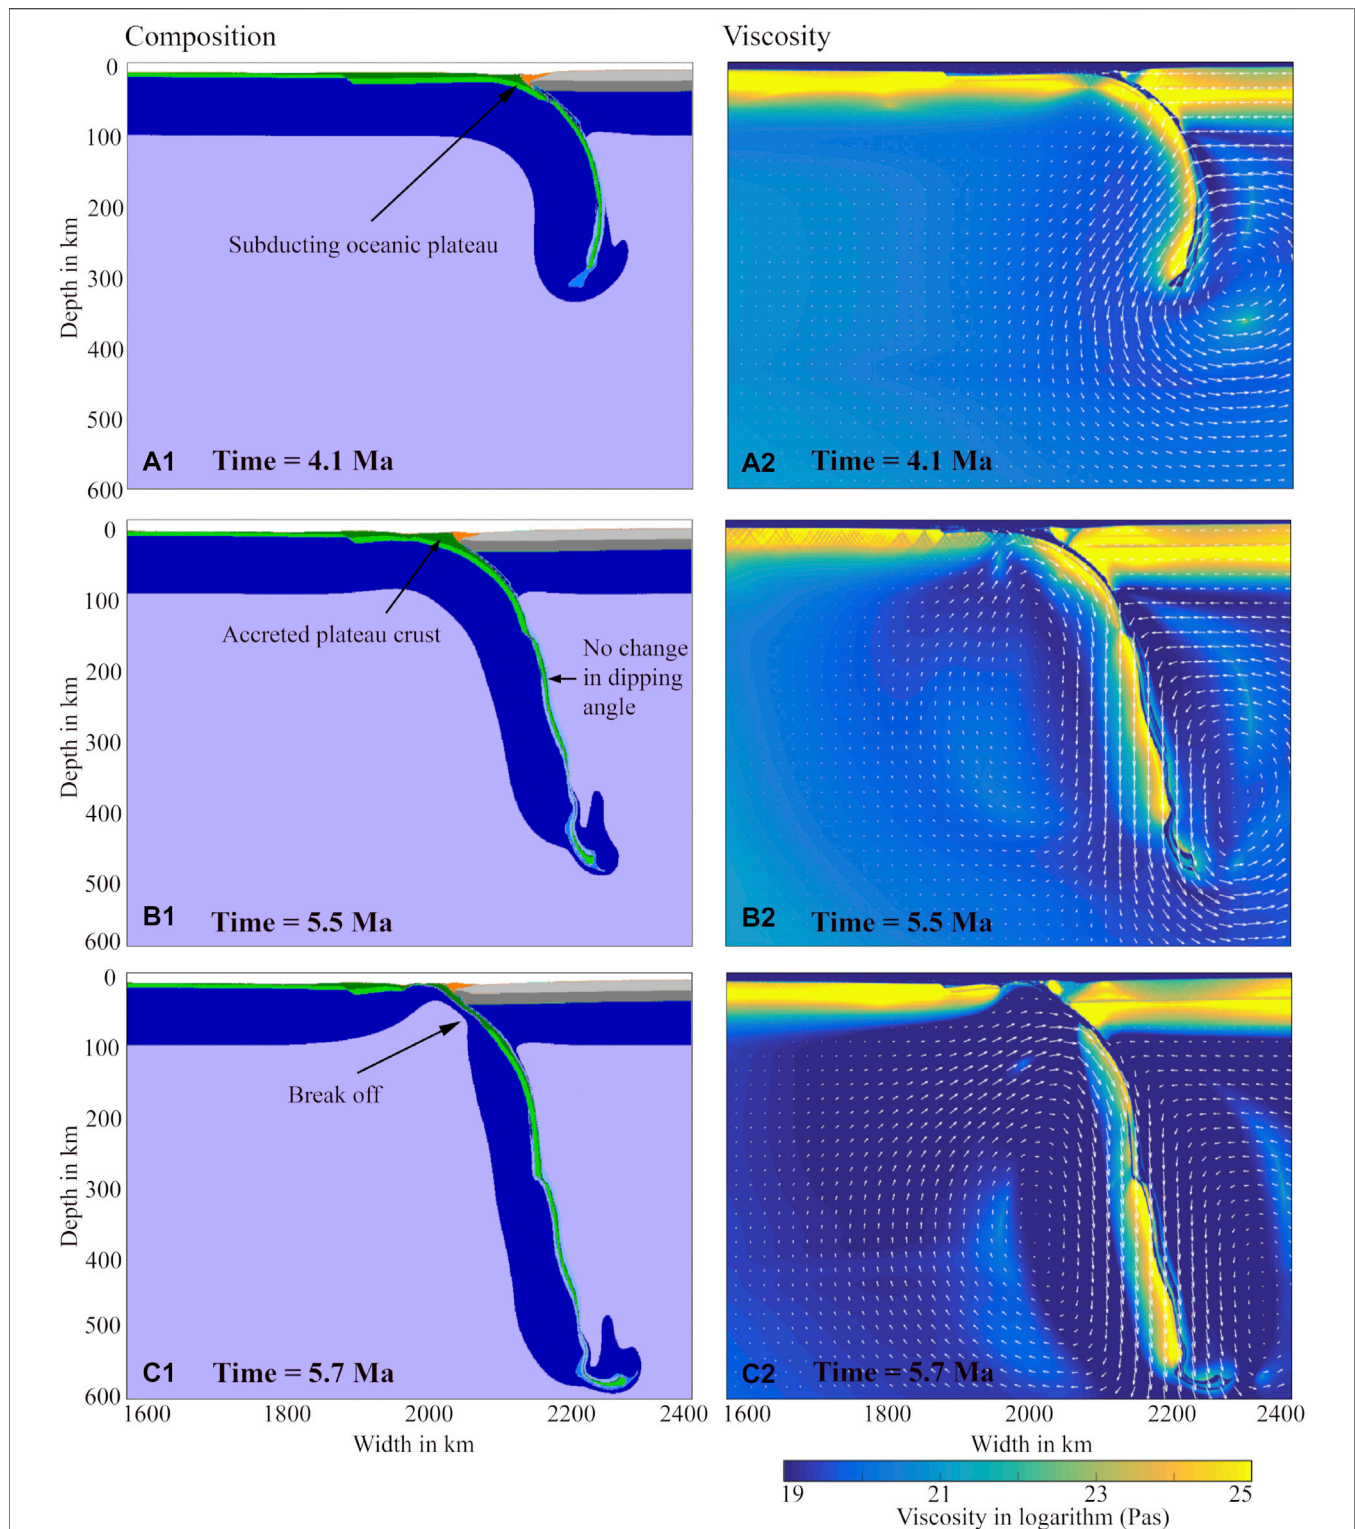 Composition
Viscosity
0
100
200
300
400
500
600
Depth in km
Subducting oceanic plateau
A1 Time = 4.1 Ma
A2 Time = 4.1 Ma
0
100
200
300
400
500
600
Depth in km
Accreted plateau crust
No change
in dipping
angle
B1 Time = 5.5 Ma
B2 Time = 5.5 Ma
0
100
200
300
400
500
600
Depth in km
Break off
C1 Time = 5.7 Ma
C2 Time = 5.7 Ma
1600 1800 2000 2200 2400
Width in km
1600 1800 2000 2200 2400
Width in km
19 21 23 25
Viscosity in logarithm (Pas)